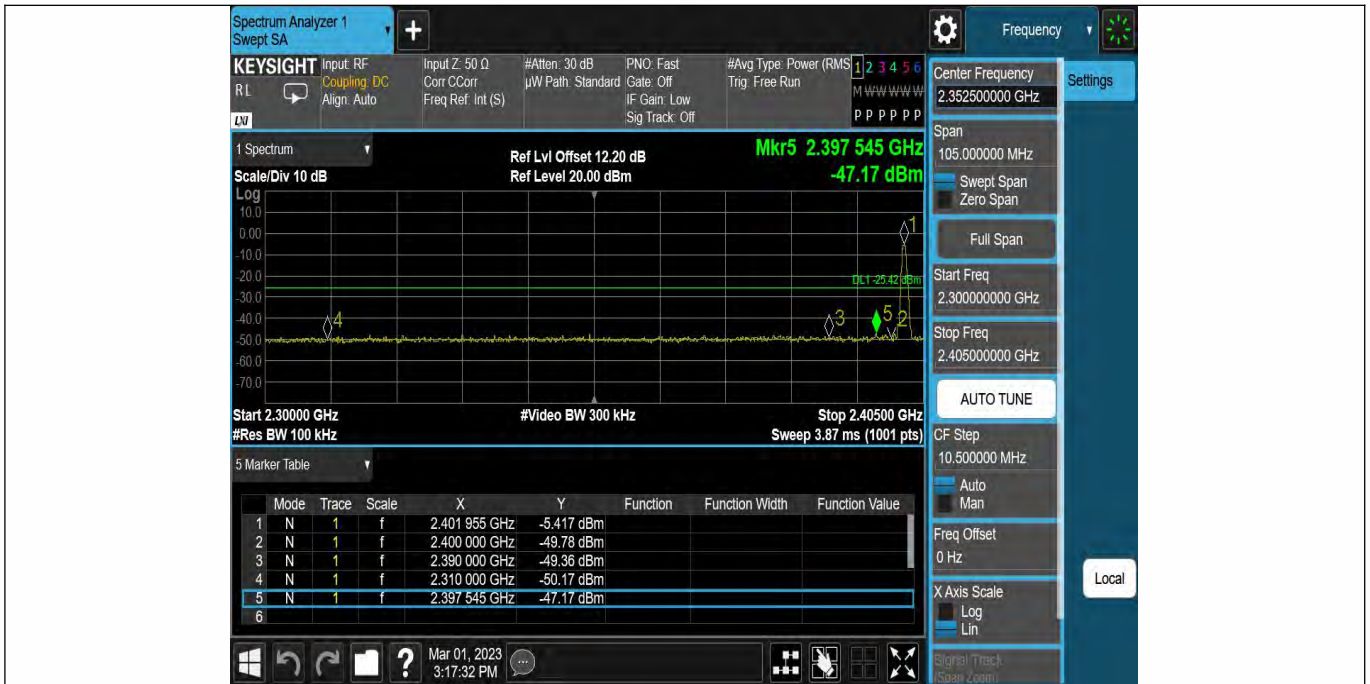 Spectrum Analyzer 1
Swept SA
+
Frequency
KEYSIGHT
RL
LXI
Input: RF
Coupling: DC
Align: Auto
Input Z: 50 Ω
Corr CCorr
Freq Ref: Int (S)
#Atten: 30 dB
µW Path: Standard
PNO: Fast
Gate: Off
IF Gain: Low
Sig Track: Off
#Avg Type: Power (RMS
Trig: Free Run
1 2 3 4 5 6
M W W W W W
P P P P P P
1 Spectrum
Scale/Div 10 dB
Ref Lvl Offset 12.20 dB
Ref Level 20.00 dBm
Mkr5 2.397 545 GHz
-47.17 dBm
Log
10.0
0.00
-10.0
-20.0
-30.0
-40.0
-50.0
-60.0
-70.0
1
DL1 -25.42 dBm
4
3
5
2
Start 2.30000 GHz
#Video BW 300 kHz
Stop 2.40500 GHz
#Res BW 100 kHz
Sweep 3.87 ms (1001 pts)
5 Marker Table
Mode Trace Scale X Y Function Function Width Function Value
1 N 1 f 2.401 955 GHz -5.417 dBm
2 N 1 f 2.400 000 GHz -49.78 dBm
3 N 1 f 2.390 000 GHz -49.36 dBm
4 N 1 f 2.310 000 GHz -50.17 dBm
5 N 1 f 2.397 545 GHz -47.17 dBm
6
?
Mar 01, 2023
3:17:32 PM
Center Frequency
2.352500000 GHz
Settings
Span
105.000000 MHz
Swept Span
Zero Span
Full Span
Start Freq
2.300000000 GHz
Stop Freq
2.405000000 GHz
AUTO TUNE
CF Step
10.500000 MHz
Auto
Man
Freq Offset
0 Hz
X Axis Scale
Log
Lin
Local
Signal Track
(Span Zoom)